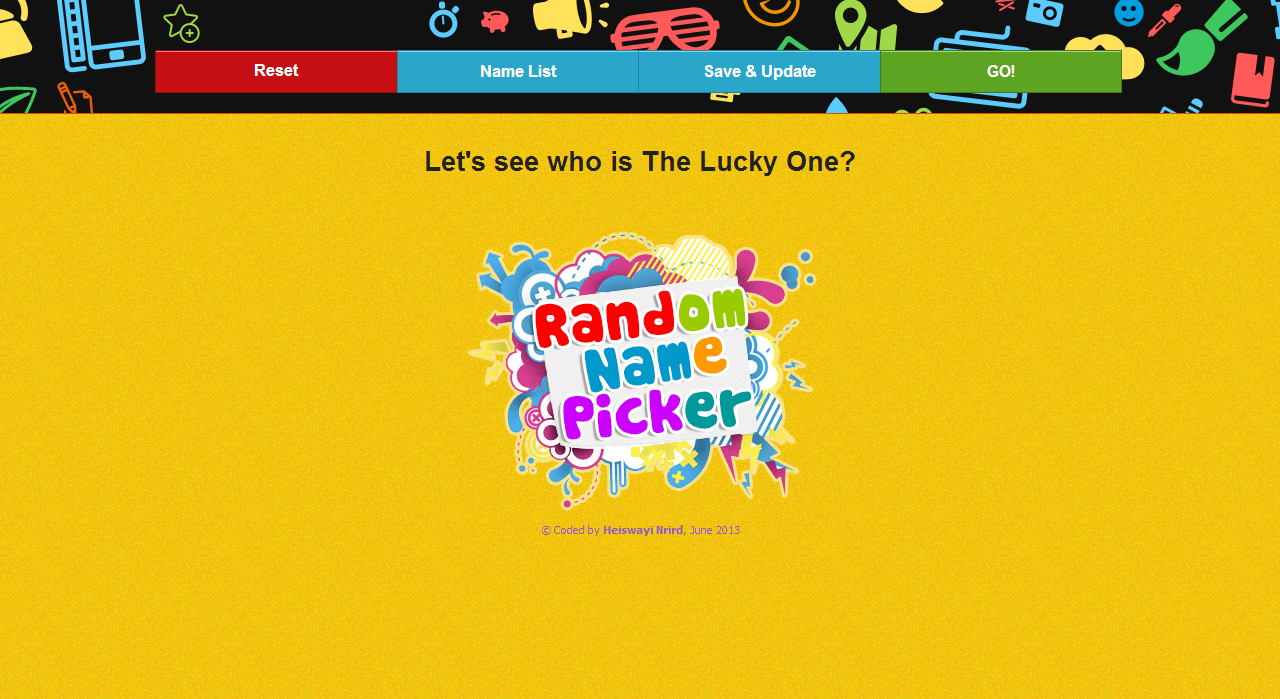 Reset
Name List
Save & Update
GO!
Let's see who is The Lucky One?
Random
Name
Picker
© Coded by Heiswayi Nrird, June 2013